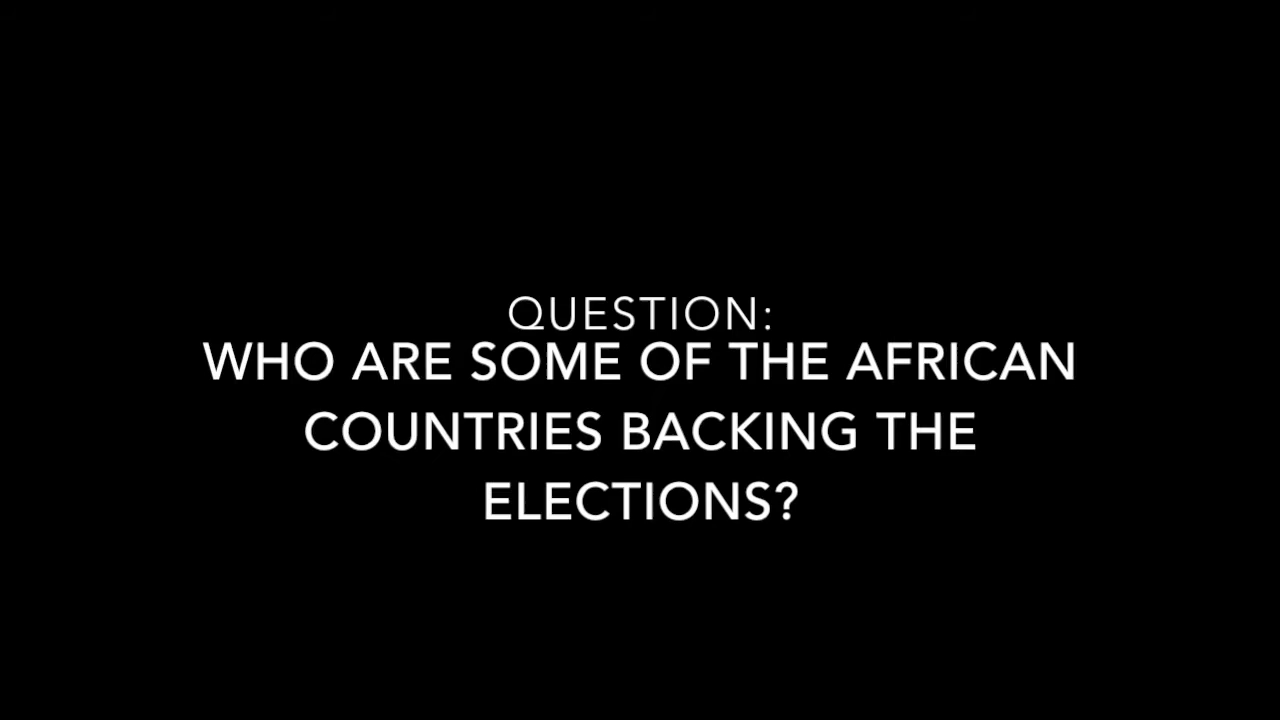 QUESTION:
WHO ARE SOME OF THE AFRICAN
COUNTRIES BACKING THE
ELECTIONS?